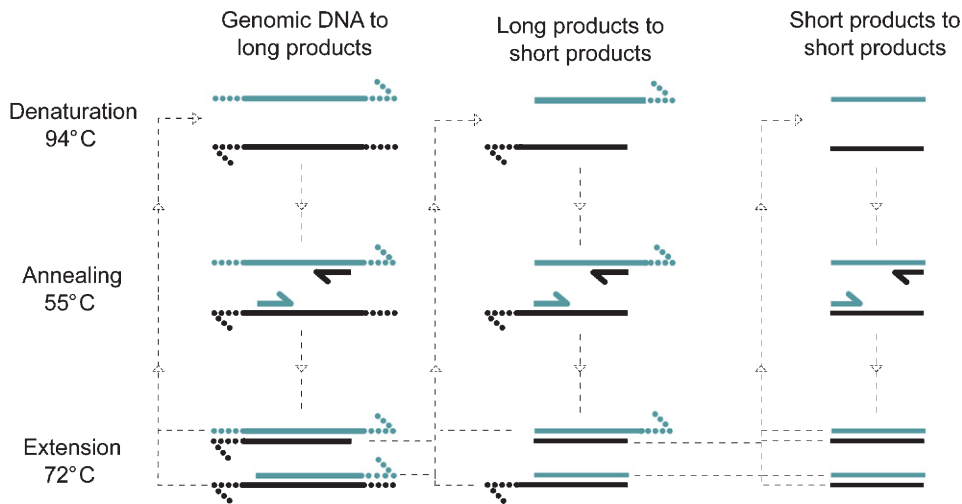 Genomic DNA to
long products
Long products to
short products
Short products to
short products
Denaturation
94°C
Annealing
55°C
Extension
72°C